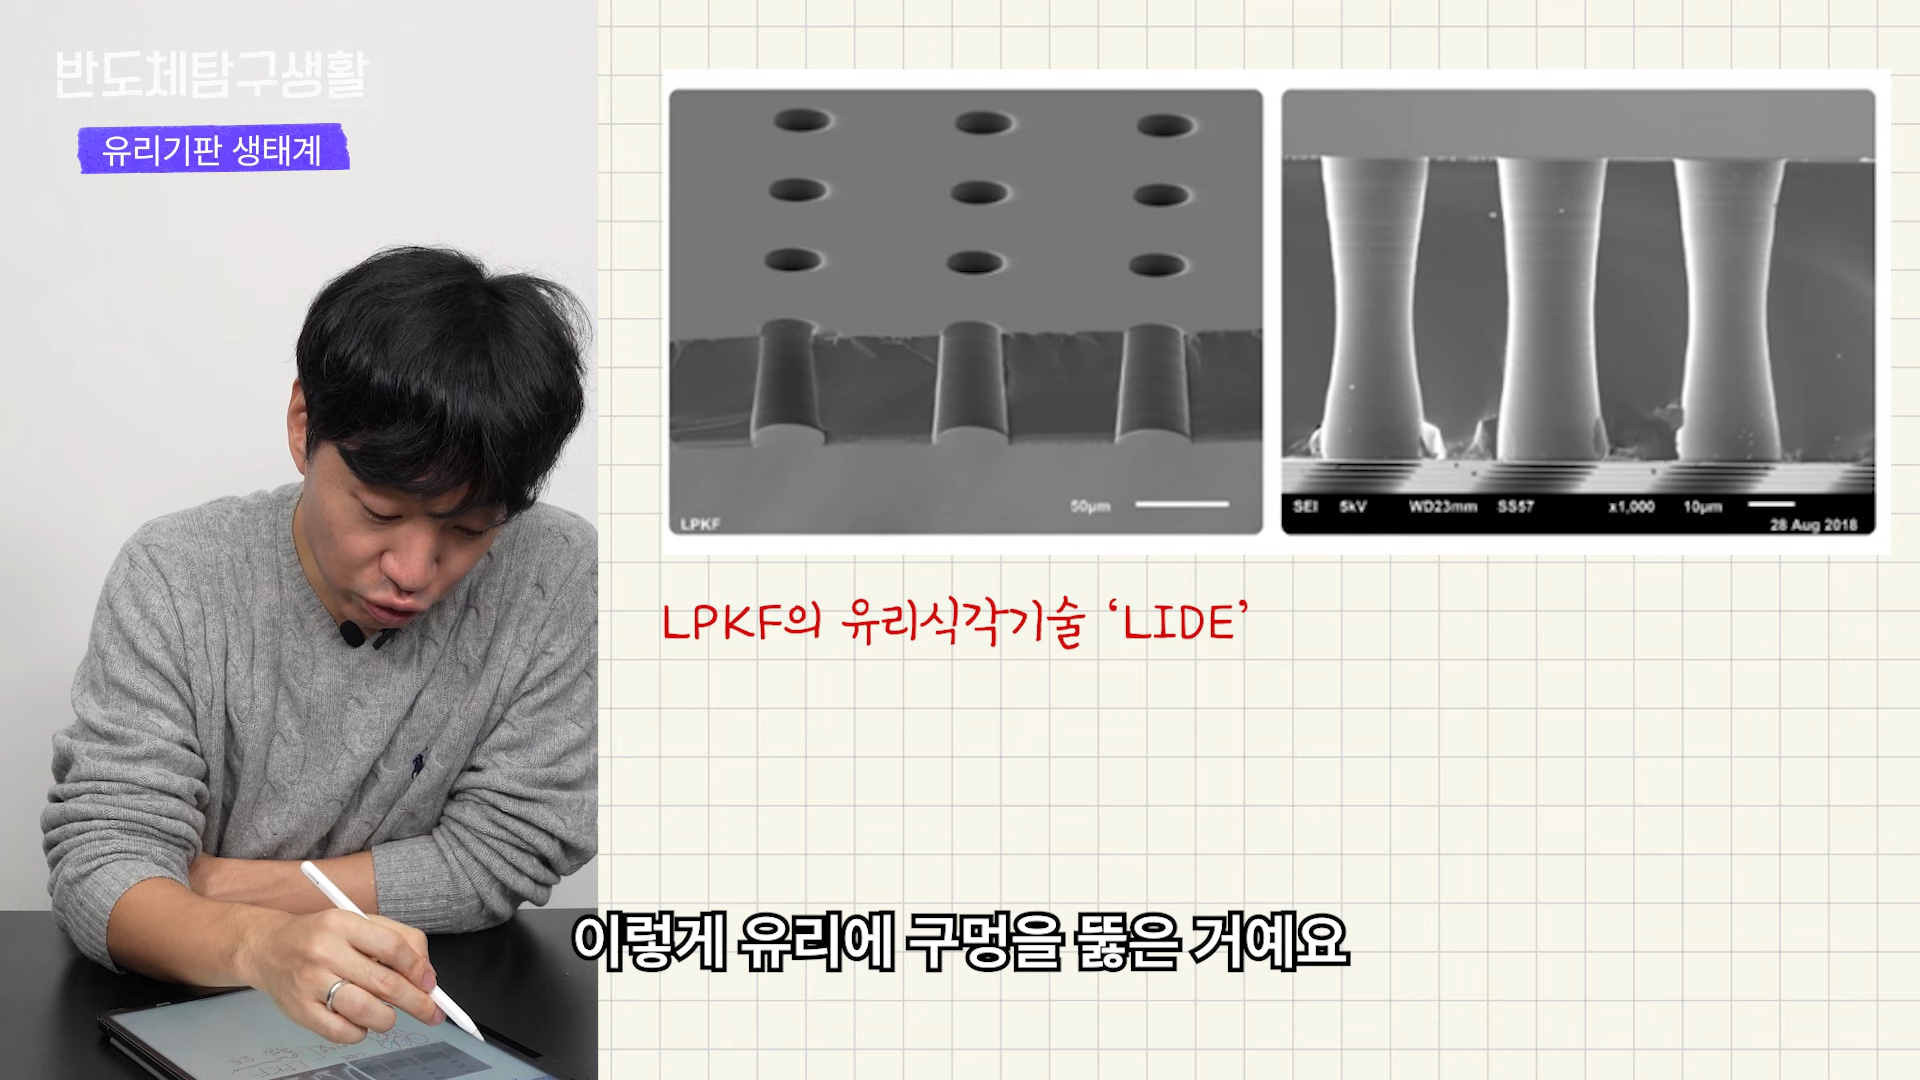 반도체탐구생활
유리기판 생태계
50µm
LPKF
SEI 5kV WD23mm SS57 x1,000 10µm
28 Aug 2018
LPKF의 유리식각기술 ‘LIDE’
이렇게 유리에 구멍을 뚫은 거예요